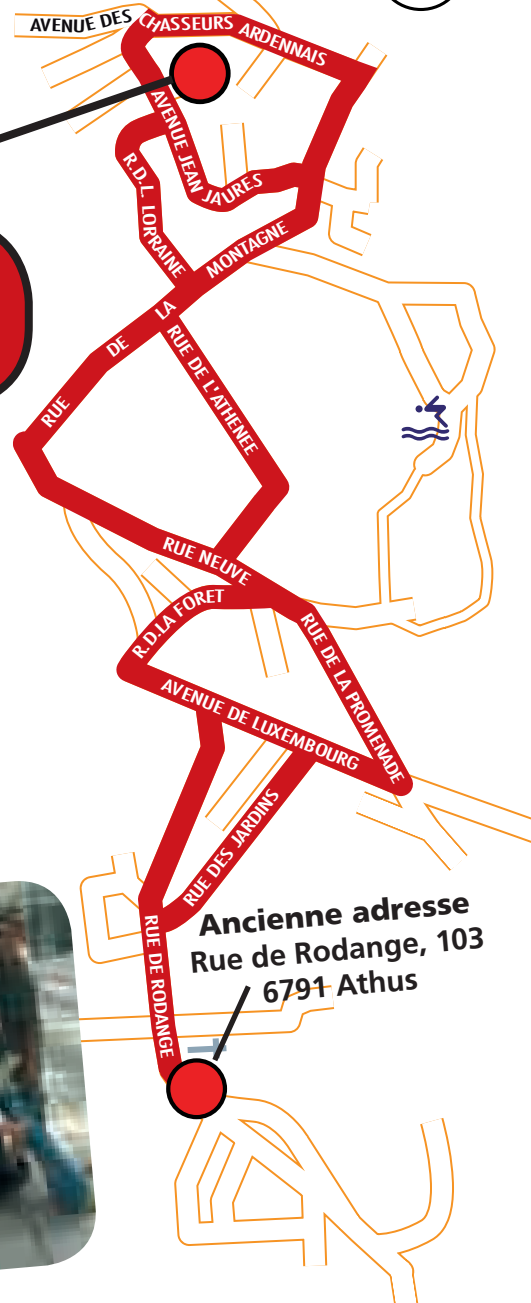 AVENUE DES CHASSEURS ARDENNAIS
AVENUE JEAN JAURES
R.D.L. LORRAINE
RUE DE LA MONTAGNE
RUE DE L'ATHENEE
RUE NEUVE
R.D.LA FORET
RUE DE LA PROMENADE
AVENUE DE LUXEMBOURG
RUE DES JARDINS
RUE DE RODANGE
Ancienne adresse
Rue de Rodange, 103
6791 Athus